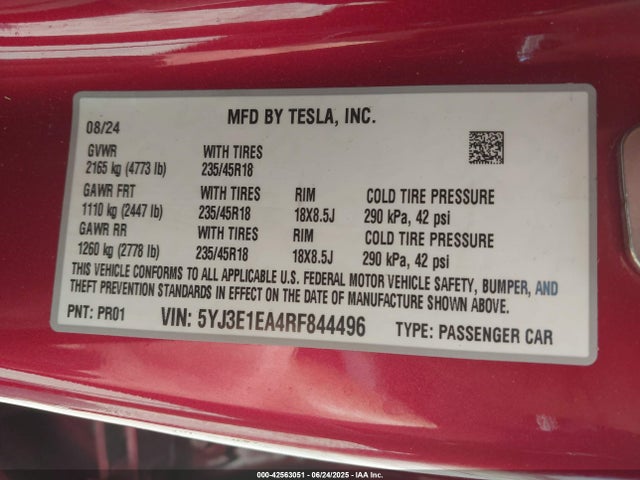 MFD BY TESLA, INC.
08/24
GVWR WITH TIRES
2165 kg (4773 lb) 235/45R18
GAWR FRT WITH TIRES RIM COLD TIRE PRESSURE
1110 kg (2447 lb) 235/45R18 18X8.5J 290 kPa, 42 psi
GAWR RR WITH TIRES RIM COLD TIRE PRESSURE
1260 kg (2778 lb) 235/45R18 18X8.5J 290 kPa, 42 psi
THIS VEHICLE CONFORMS TO ALL APPLICABLE U.S. FEDERAL MOTOR VEHICLE SAFETY, BUMPER, AND
THEFT PREVENTION STANDARDS IN EFFECT ON THE DATE OF MANUFACTURE SHOWN ABOVE.
PNT: PR01 VIN: 5YJ3E1EA4RF844496 TYPE: PASSENGER CAR
000-42563051 - 06/24/2025 - IAA Inc.